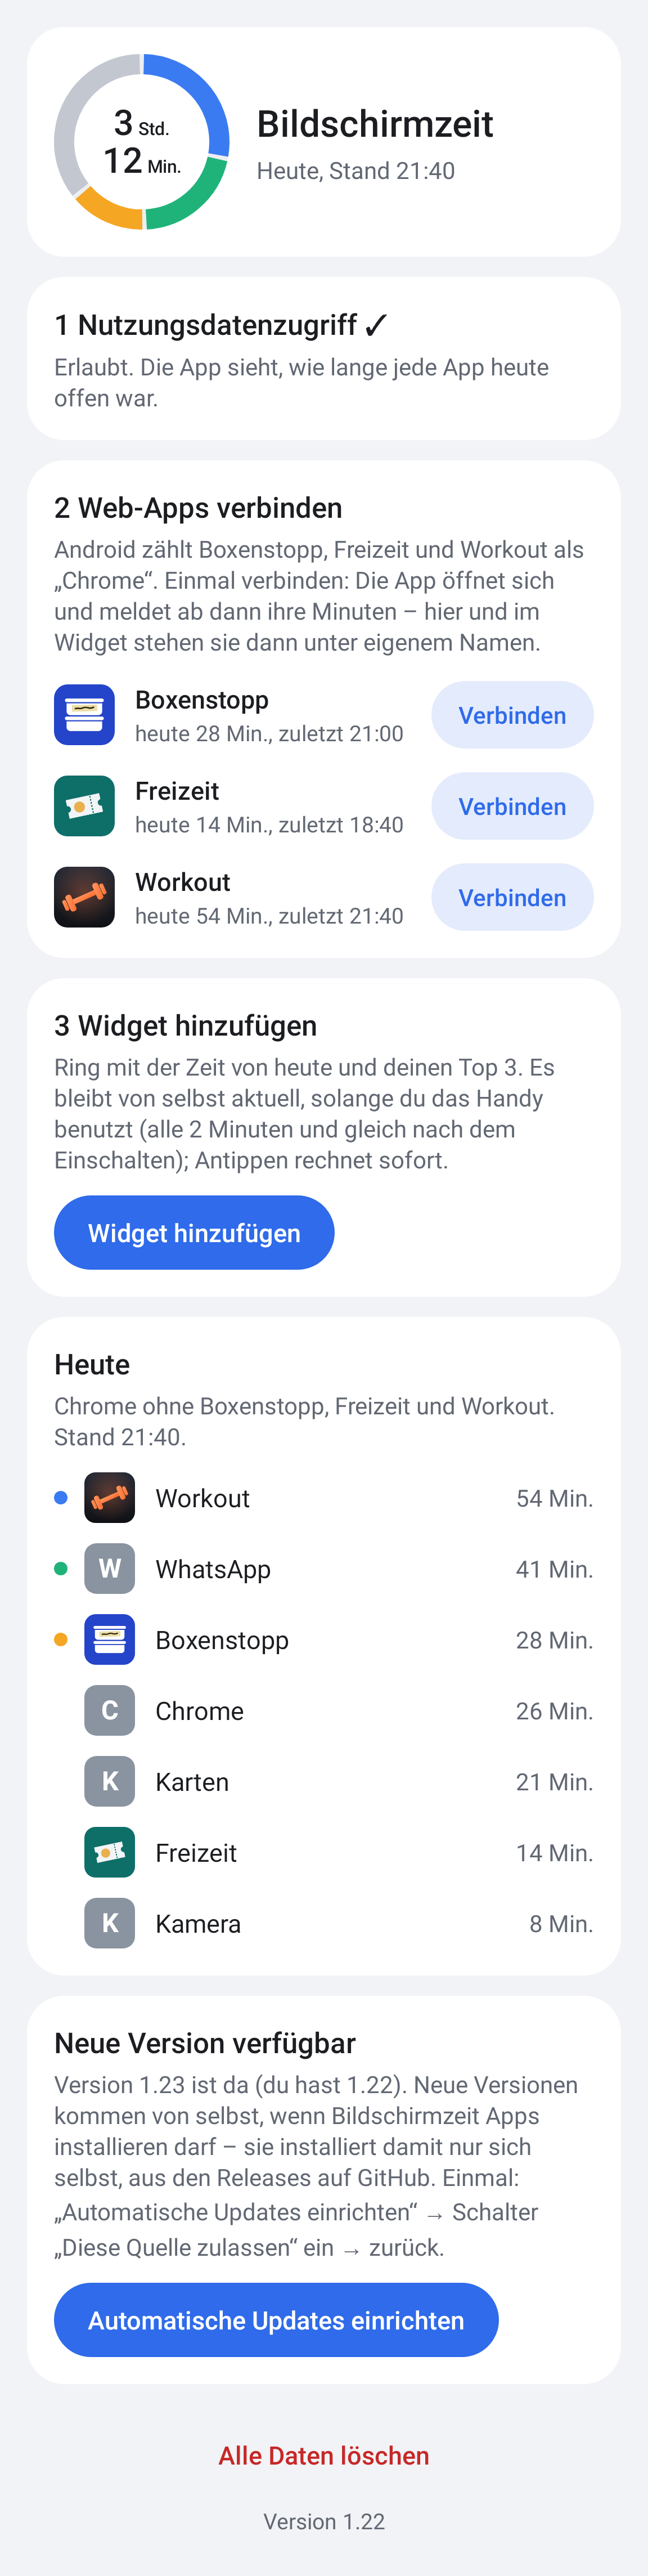 3 Std.
12 Min.
Bildschirmzeit
Heute, Stand 21:40
1 Nutzungsdatenzugriff ✓
Erlaubt. Die App sieht, wie lange jede App heute
offen war.
2 Web-Apps verbinden
Android zählt Boxenstopp, Freizeit und Workout als
„Chrome“. Einmal verbinden: Die App öffnet sich
und meldet ab dann ihre Minuten – hier und im
Widget stehen sie dann unter eigenem Namen.
Boxenstopp
heute 28 Min., zuletzt 21:00
Verbinden
Freizeit
heute 14 Min., zuletzt 18:40
Verbinden
Workout
heute 54 Min., zuletzt 21:40
Verbinden
3 Widget hinzufügen
Ring mit der Zeit von heute und deinen Top 3. Es
bleibt von selbst aktuell, solange du das Handy
benutzt (alle 2 Minuten und gleich nach dem
Einschalten); Antippen rechnet sofort.
Widget hinzufügen
Heute
Chrome ohne Boxenstopp, Freizeit und Workout.
Stand 21:40.
Workout 54 Min.
W WhatsApp 41 Min.
Boxenstopp 28 Min.
C Chrome 26 Min.
K Karten 21 Min.
Freizeit 14 Min.
K Kamera 8 Min.
Neue Version verfügbar
Version 1.23 ist da (du hast 1.22). Neue Versionen
kommen von selbst, wenn Bildschirmzeit Apps
installieren darf – sie installiert damit nur sich
selbst, aus den Releases auf GitHub. Einmal:
„Automatische Updates einrichten“ → Schalter
„Diese Quelle zulassen“ ein → zurück.
Automatische Updates einrichten
Alle Daten löschen
Version 1.22